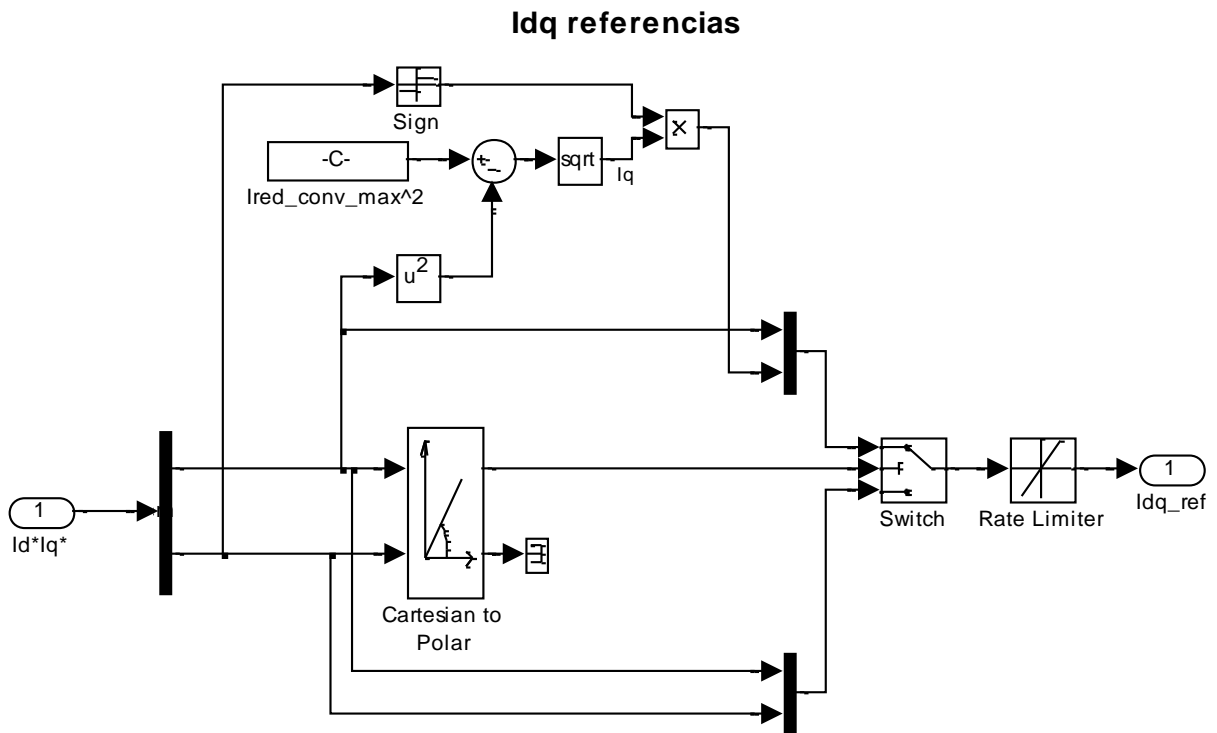 Idq referencias
Sign
-C-
Ired_conv_max^2
+
-
sqrt
Iq
x
u2
1
Id*Iq*
Cartesian to
Polar
Switch
Rate Limiter
1
Idq_ref